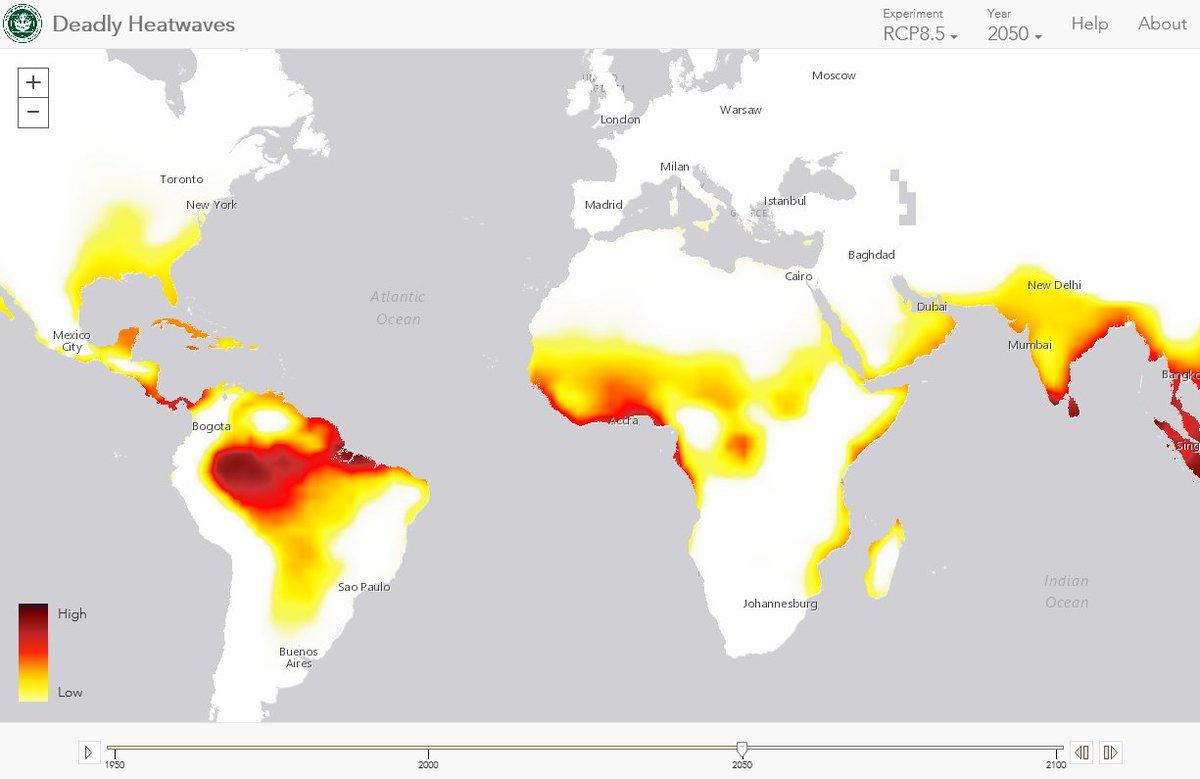 Deadly Heatwaves
Experiment
RCP8.5
Year
2050
Help
About
+
−
Moscow
Warsaw
London
Toronto
Milan
New York
Madrid
Istanbul
Baghdad
Cairo
New Delhi
Atlantic
Ocean
Dubai
Mexico
City
Mumbai
Accra
Bogota
Sao Paulo
Indian
Ocean
Johannesburg
High
Buenos
Aires
Low
1950
2000
2050
2100